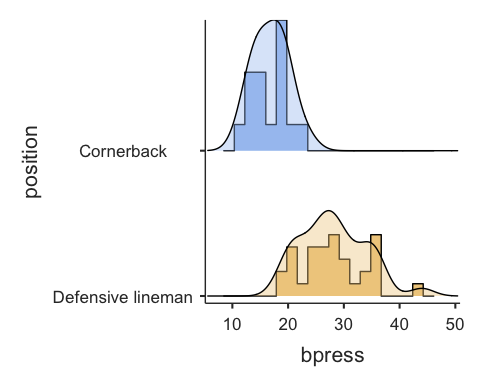 position
Cornerback
Defensive lineman
10 20 30 40 50
bpress